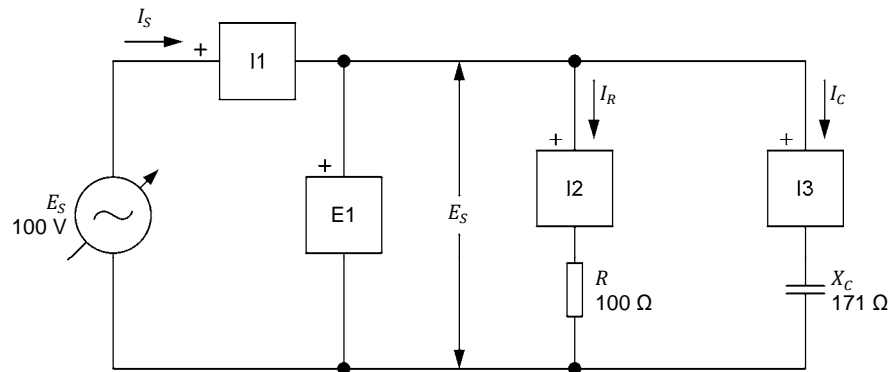 I_S
+
I1
I_R
I_C
+
+
+
E_S
100 V
E1
E_S
I2
I3
R
100 Ω
X_C
171 Ω